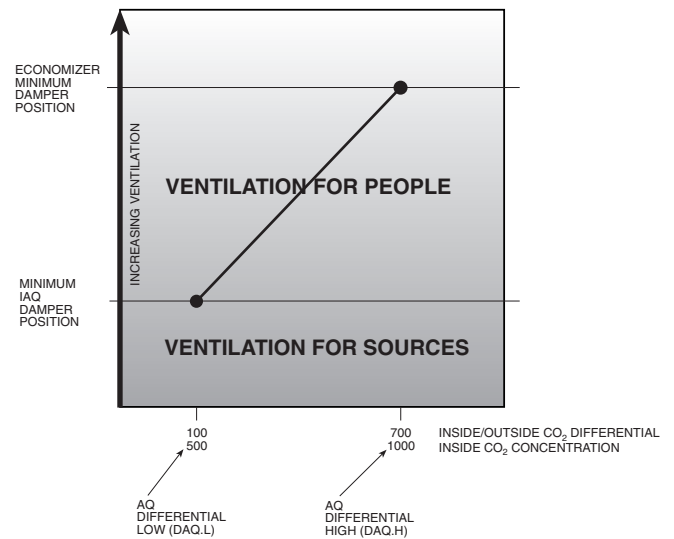 ECONOMIZER
MINIMUM
DAMPER
POSITION
INCREASING VENTILATION
VENTILATION FOR PEOPLE
MINIMUM
IAQ
DAMPER
POSITION
VENTILATION FOR SOURCES
100 700 INSIDE/OUTSIDE CO2 DIFFERENTIAL
500 1000 INSIDE CO2 CONCENTRATION
AQ
DIFFERENTIAL
LOW (DAQ.L)
AQ
DIFFERENTIAL
HIGH (DAQ.H)